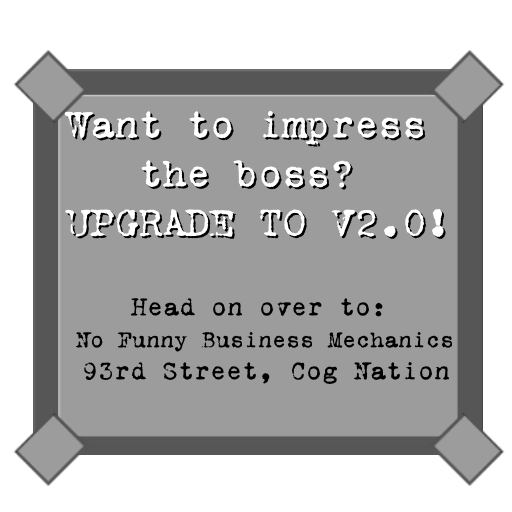 Want to impress
the boss?
UPGRADE TO V2.0!
Head on over to:
No Funny Business Mechanics
93rd Street, Cog Nation